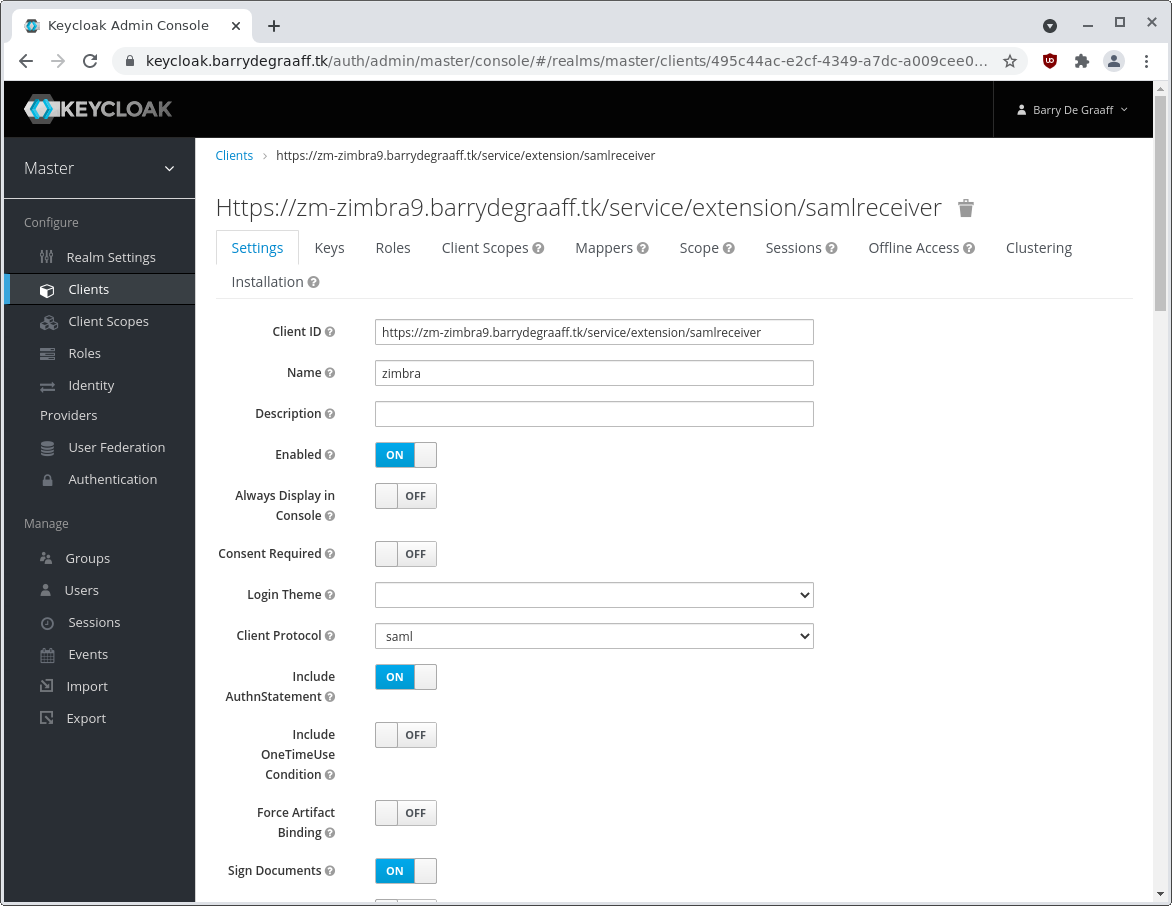 Keycloak Admin Console
keycloak.barrydegraaff.tk/auth/admin/master/console/#/realms/master/clients/495c44ac-e2cf-4349-a7dc-a009cee0...
KEYCLOAK
Barry De Graaff
Master
Configure
Realm Settings
Clients
Client Scopes
Roles
Identity
Providers
User Federation
Authentication
Manage
Groups
Users
Sessions
Events
Import
Export
Clients > https://zm-zimbra9.barrydegraaff.tk/service/extension/samlreceiver
Https://zm-zimbra9.barrydegraaff.tk/service/extension/samlreceiver
Settings Keys Roles Client Scopes Mappers Scope Sessions Offline Access Clustering
Installation
Client ID https://zm-zimbra9.barrydegraaff.tk/service/extension/samlreceiver
Name zimbra
Description
Enabled ON
Always Display in
Console OFF
Consent Required OFF
Login Theme
Client Protocol saml
Include
AuthnStatement ON
Include
OneTimeUse
Condition OFF
Force Artifact
Binding OFF
Sign Documents ON